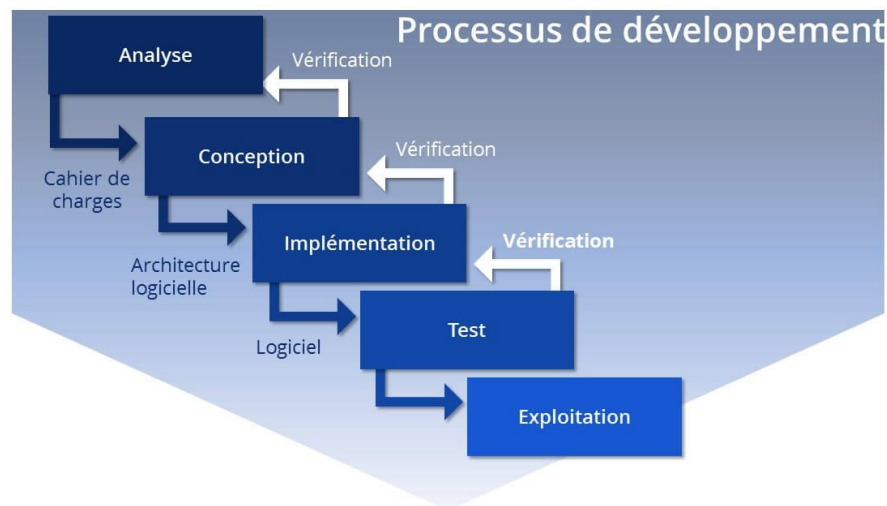 Processus de développement
Analyse
Vérification
Conception
Vérification
Cahier de
charges
Implémentation
Vérification
Architecture
logicielle
Test
Logiciel
Exploitation